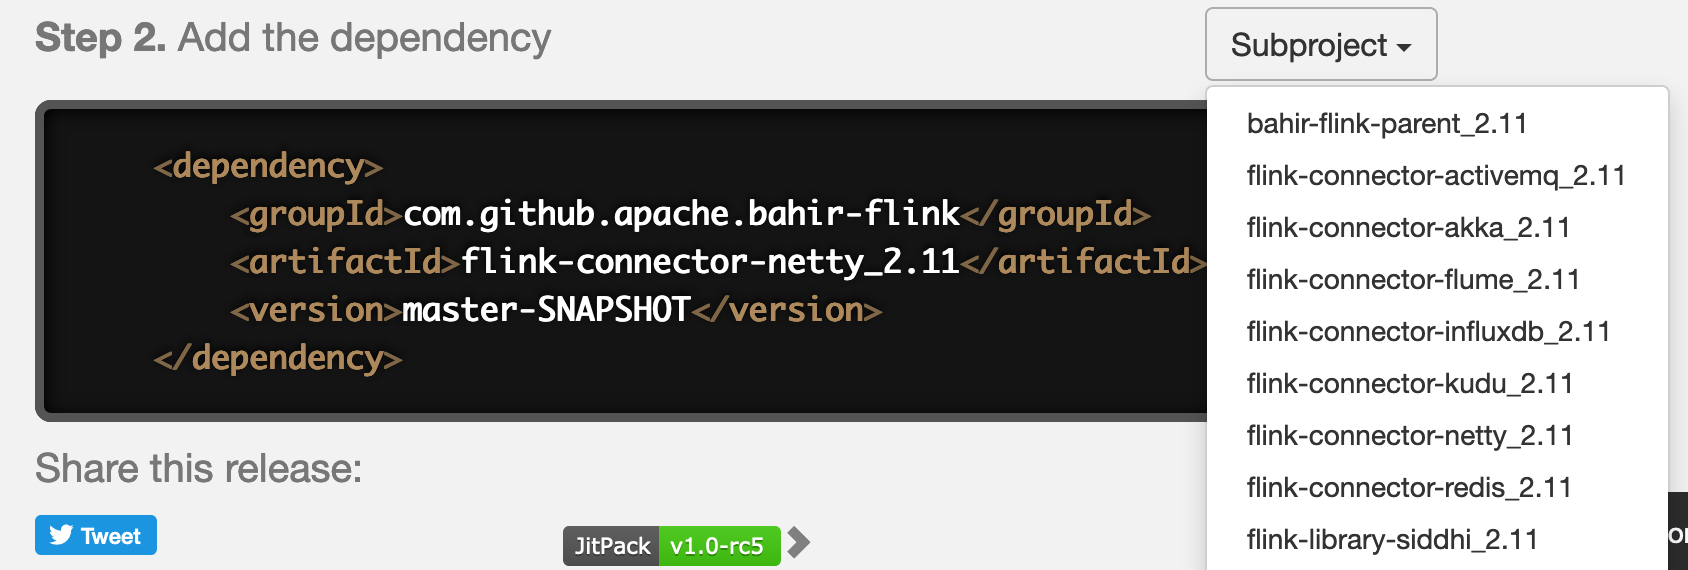 Step 2. Add the dependency
Subproject
<dependency>
<groupId>com.github.apache.bahir-flink</groupId>
<artifactId>flink-connector-netty_2.11</artifactId>
<version>master-SNAPSHOT</version>
</dependency>
bahir-flink-parent_2.11
flink-connector-activemq_2.11
flink-connector-akka_2.11
flink-connector-flume_2.11
flink-connector-influxdb_2.11
flink-connector-kudu_2.11
flink-connector-netty_2.11
flink-connector-redis_2.11
flink-library-siddhi_2.11
Share this release:
Tweet
JitPack v1.0-rc5